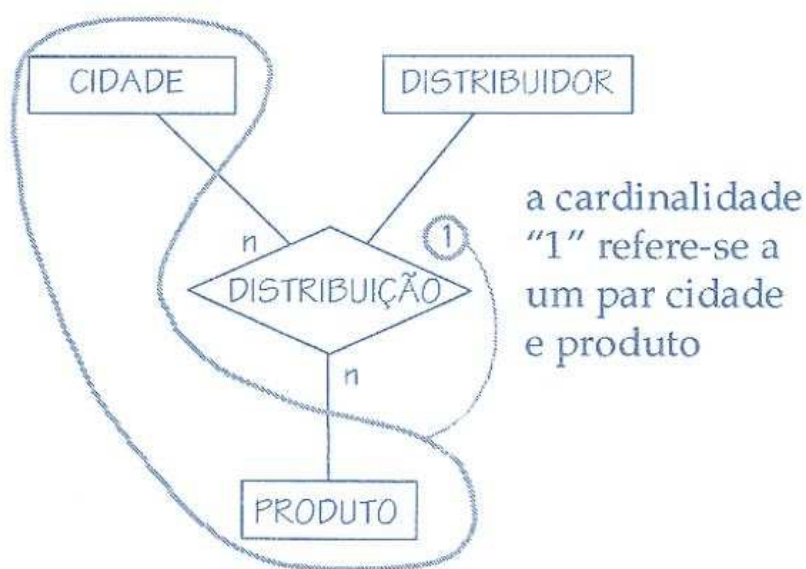 CIDADE
DISTRIBUIDOR
n
1
DISTRIBUIÇÃO
n
PRODUTO
a cardinalidade
"1" refere-se a
um par cidade
e produto